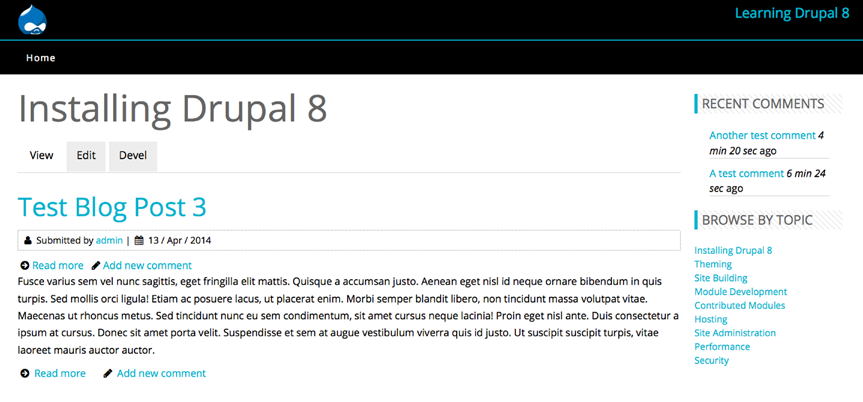 Learning Drupal 8
Home
Installing Drupal 8
View Edit Devel
Test Blog Post 3
Submitted by admin | 13 / Apr / 2014
Read more Add new comment
Fusce varius sem vel nunc sagittis, eget fringilla elit mattis. Quisque a accumsan justo. Aenean eget nisl id neque ornare bibendum in quis
turpis. Sed mollis orci ligula! Etiam ac posuere lacus, ut placerat enim. Morbi semper blandit libero, non tincidunt massa volutpat vitae.
Maecenas ut rhoncus metus. Sed tincidunt nunc eu sem condimentum, sit amet cursus neque lacinia! Proin eget nisl ante. Duis consectetur a
ipsum at cursus. Donec sit amet porta velit. Suspendisse et sem at augue vestibulum viverra quis id justo. Ut suscipit suscipit turpis, vitae
laoreet mauris auctor auctor.
Read more Add new comment
RECENT COMMENTS
Another test comment 4
min 20 sec ago
A test comment 6 min 24
sec ago
BROWSE BY TOPIC
Installing Drupal 8
Theming
Site Building
Module Development
Contributed Modules
Hosting
Site Administration
Performance
Security